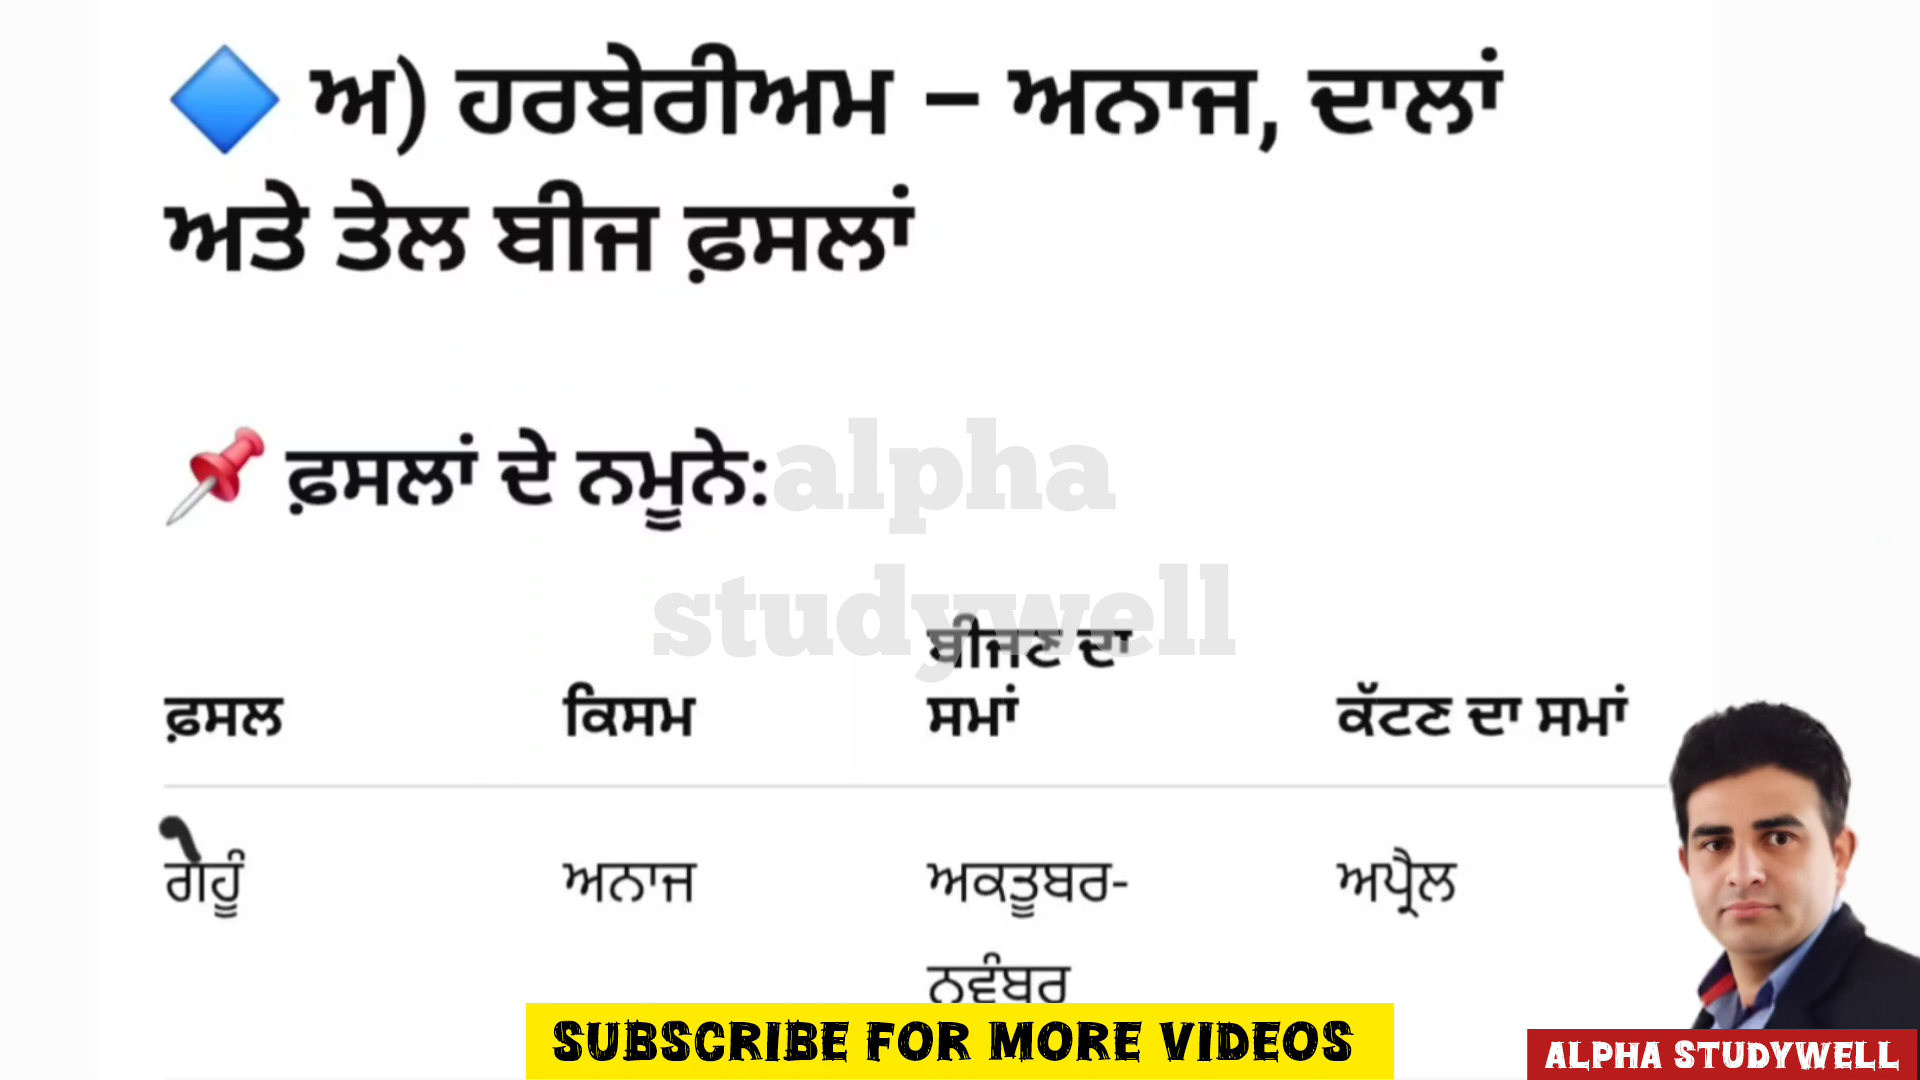 🔷 ਅ) ਹਰਬੇਰੀਅਮ – ਅਨਾਜ, ਦਾਲਾਂ
ਅਤੇ ਤੇਲ ਬੀਜ ਫ਼ਸਲਾਂ
📌 ਫ਼ਸਲਾਂ ਦੇ ਨਮੂਨੇ:
alpha
studywell
ਫ਼ਸਲ ਕਿਸਮ ਬੀਜਣ ਦਾ ਸਮਾਂ ਕੱਟਣ ਦਾ ਸਮਾਂ
ਗੇਹੂੰ ਅਨਾਜ ਅਕਤੂਬਰ- ਅਪ੍ਰੈਲ
ਨਵੰਬਰ
SUBSCRIBE FOR MORE VIDEOS
ALPHA STUDYWELL